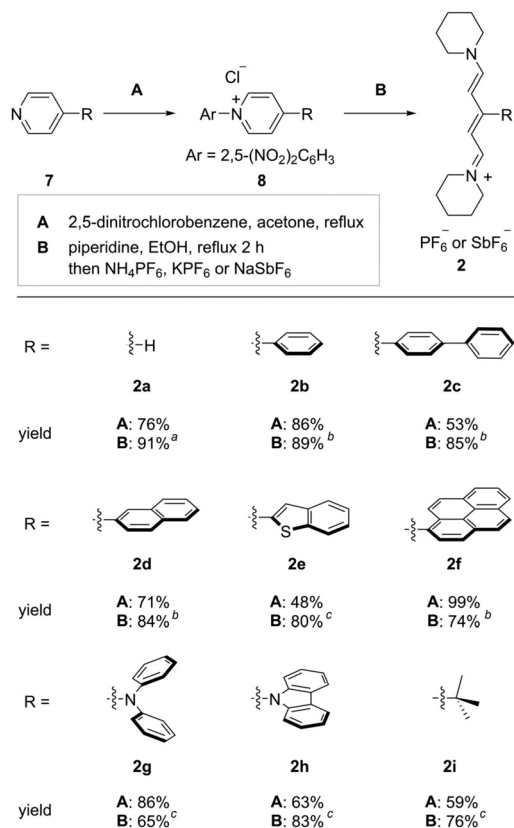 A
B
Cl−
N
R
Ar−N+
R
N
R
N
+
Ar = 2,5-(NO2)2C6H3
7
8
A 2,5-dinitrochlorobenzene, acetone, reflux
B piperidine, EtOH, reflux 2 h
then NH4PF6, KPF6 or NaSbF6
PF6− or SbF6−
2
R =
H
2a
2b
2c
yield
A: 76%
B: 91% a
A: 86%
B: 89% b
A: 53%
B: 85% b
R =
S
2d
2e
2f
yield
A: 71%
B: 84% b
A: 48%
B: 80% c
A: 99%
B: 74% b
R =
N
N
2g
2h
2i
yield
A: 86%
B: 65% c
A: 63%
B: 83% c
A: 59%
B: 76% c